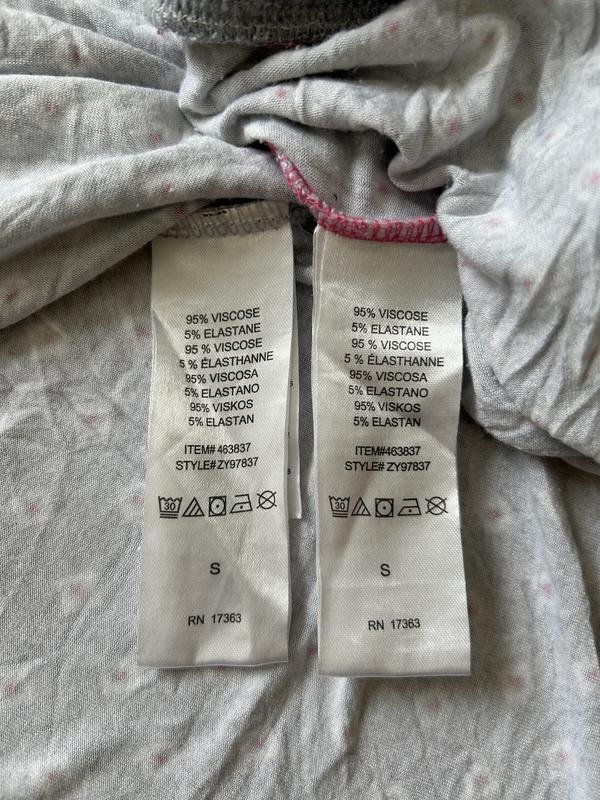 95% VISCOSE
5% ELASTANE
95 % VISCOSE
5 % ÉLASTHANNE
95% VISCOSA
5% ELASTANO
95% VISKOS
5% ELASTAN
ITEM# 463837
STYLE# ZY97837
30
S
RN 17363
95% VISCOSE
5% ELASTANE
95 % VISCOSE
5 % ÉLASTHANNE
95% VISCOSA
5% ELASTANO
95% VISKOS
5% ELASTAN
ITEM#463837
STYLE# ZY97837
30
S
RN 17363